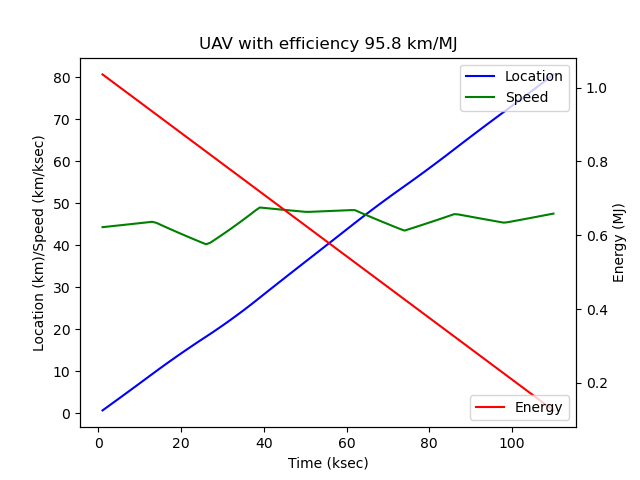 UAV with efficiency 95.8 km/MJ
Location (km)/Speed (km/ksec)
80
70
60
50
40
30
20
10
0
Location
Speed
Energy
1.0
0.8
0.6
0.4
0.2
Energy (MJ)
0 20 40 60 80 100
Time (ksec)